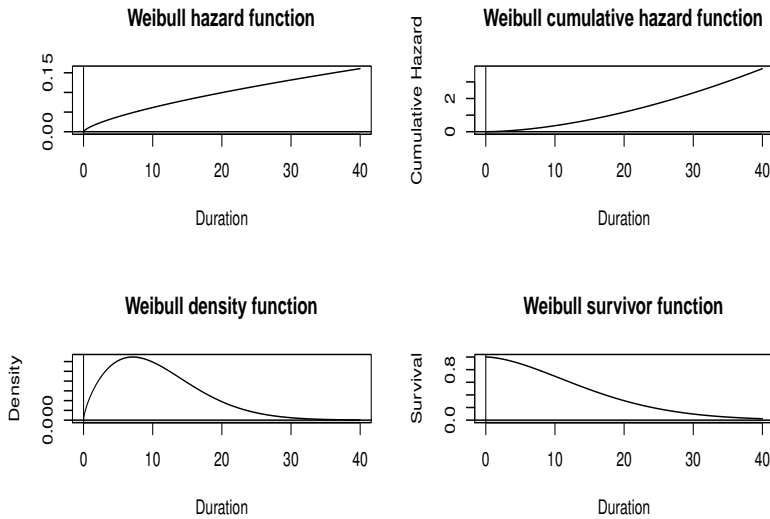 Weibull hazard function
0.00 0.15
0 10 20 30 40
Duration
Weibull cumulative hazard function
Cumulative Hazard
0 2
0 10 20 30 40
Duration
Weibull density function
Density
0.000
0 10 20 30 40
Duration
Weibull survivor function
Survival
0.0 0.8
0 10 20 30 40
Duration